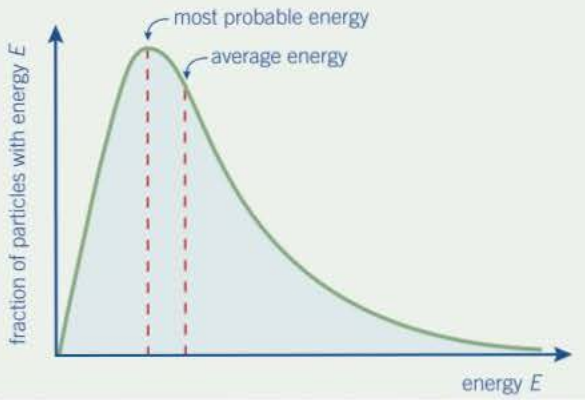 most probable energy
average energy
fraction of particles with energy E
energy E